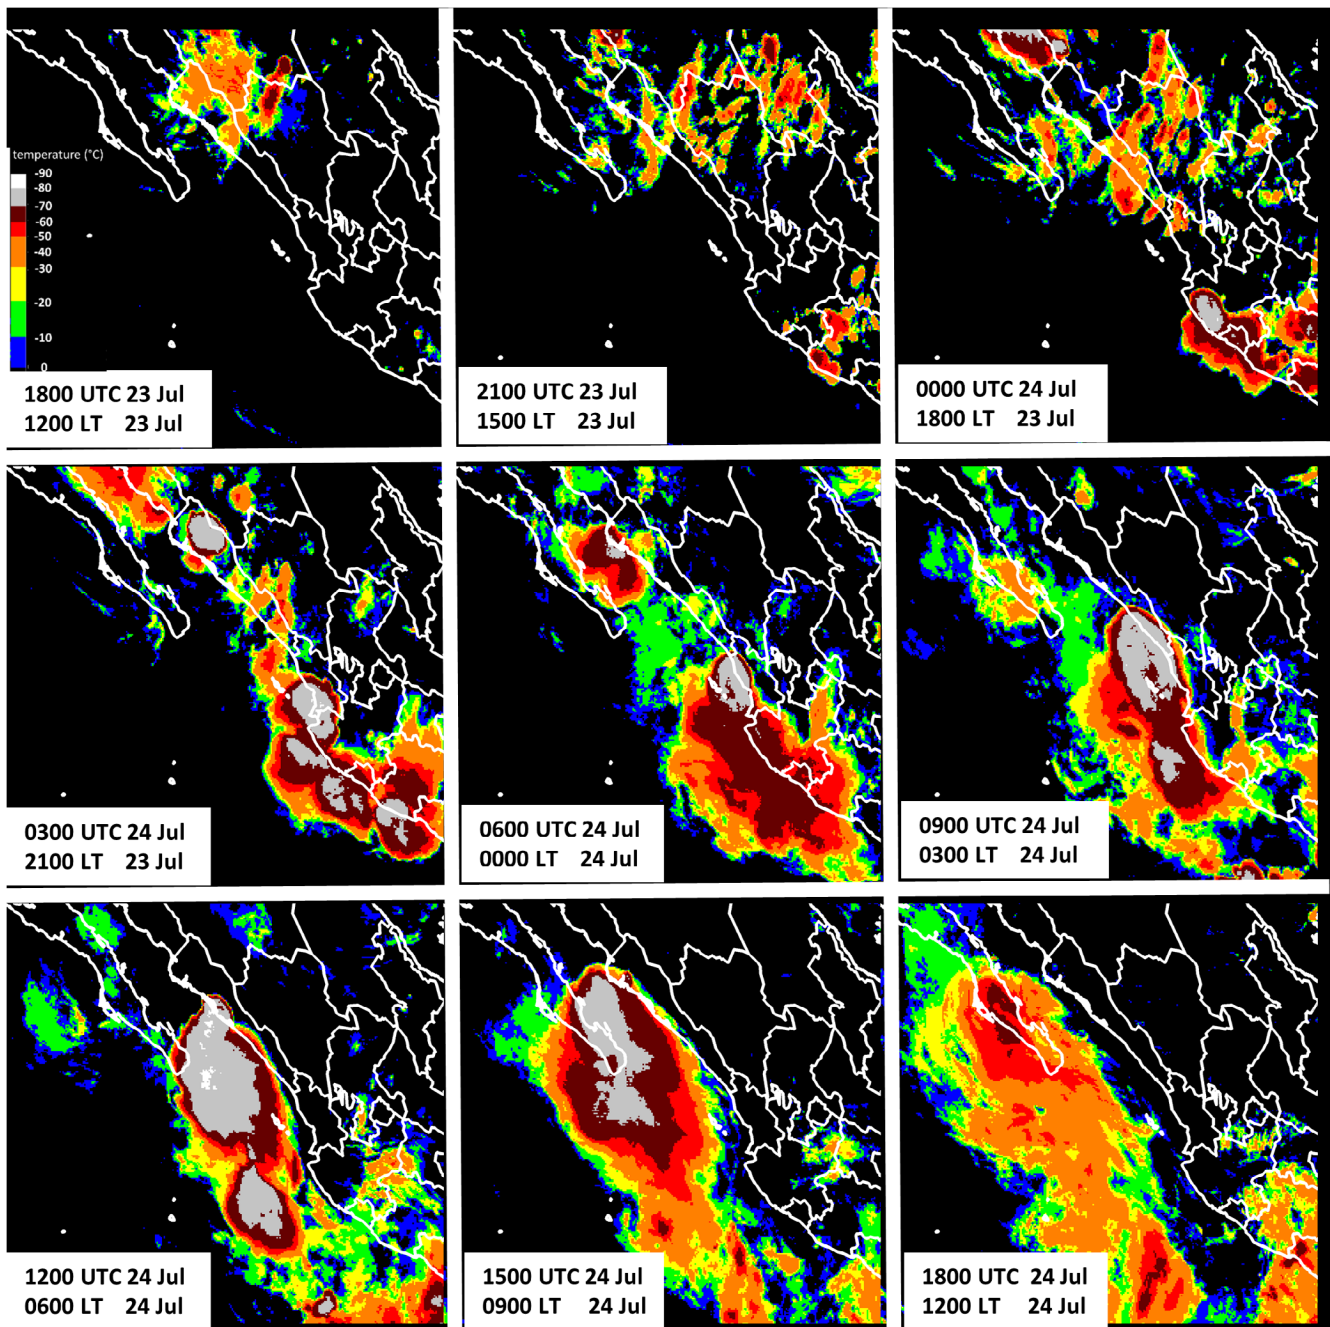 temperature (°C)
-90
-80
-70
-60
-50
-40
-30
-20
-10
0
1800 UTC 23 Jul
1200 LT 23 Jul
2100 UTC 23 Jul
1500 LT 23 Jul
0000 UTC 24 Jul
1800 LT 23 Jul
0300 UTC 24 Jul
2100 LT 23 Jul
0600 UTC 24 Jul
0000 LT 24 Jul
0900 UTC 24 Jul
0300 LT 24 Jul
1200 UTC 24 Jul
0600 LT 24 Jul
1500 UTC 24 Jul
0900 LT 24 Jul
1800 UTC 24 Jul
1200 LT 24 Jul